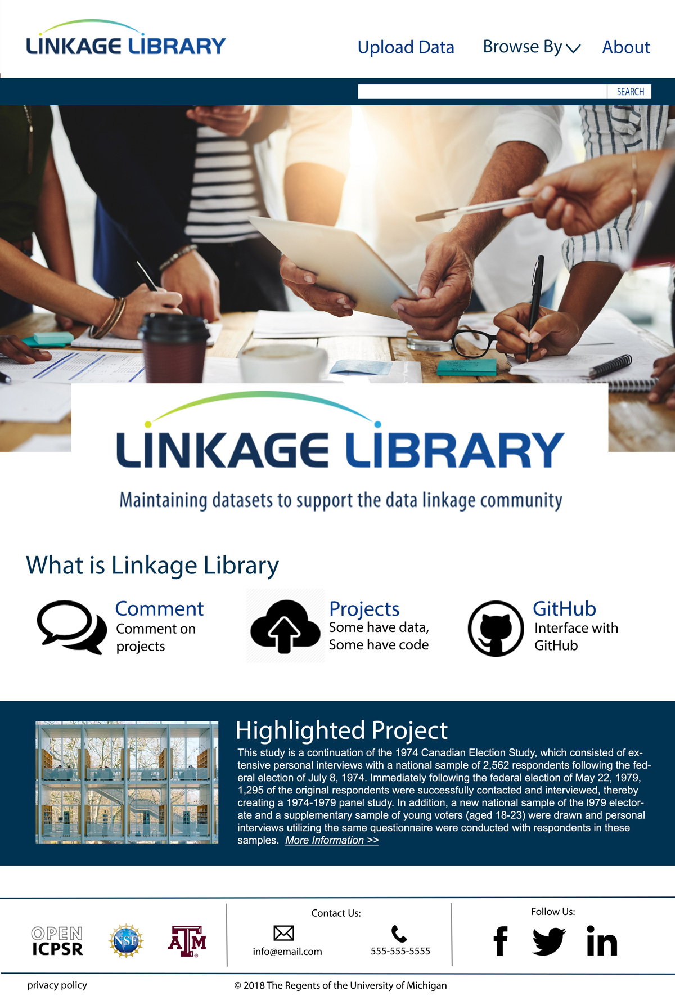 LINKAGE LIBRARY
Upload Data
Browse By
About
SEARCH
LINKAGE LIBRARY
Maintaining datasets to support the data linkage community
What is Linkage Library
Comment
Comment on
projects
Projects
Some have data,
Some have code
GitHub
Interface with
GitHub
Highlighted Project
This study is a continuation of the 1974 Canadian Election Study, which consisted of ex-
tensive personal interviews with a national sample of 2,562 respondents following the fed-
eral election of July 8, 1974. Immediately following the federal election of May 22, 1979,
1,295 of the original respondents were successfully contacted and interviewed, thereby
creating a 1974-1979 panel study. In addition, a new national sample of the l979 elector-
ate and a supplementary sample of young voters (aged 18-23) were drawn and personal
interviews utilizing the same questionnaire were conducted with respondents in these
samples. More Information >>
OPEN
ICPSR
NSF
ATM®
Contact Us:
info@email.com
555-555-5555
Follow Us:
f
in
privacy policy
© 2018 The Regents of the University of Michigan